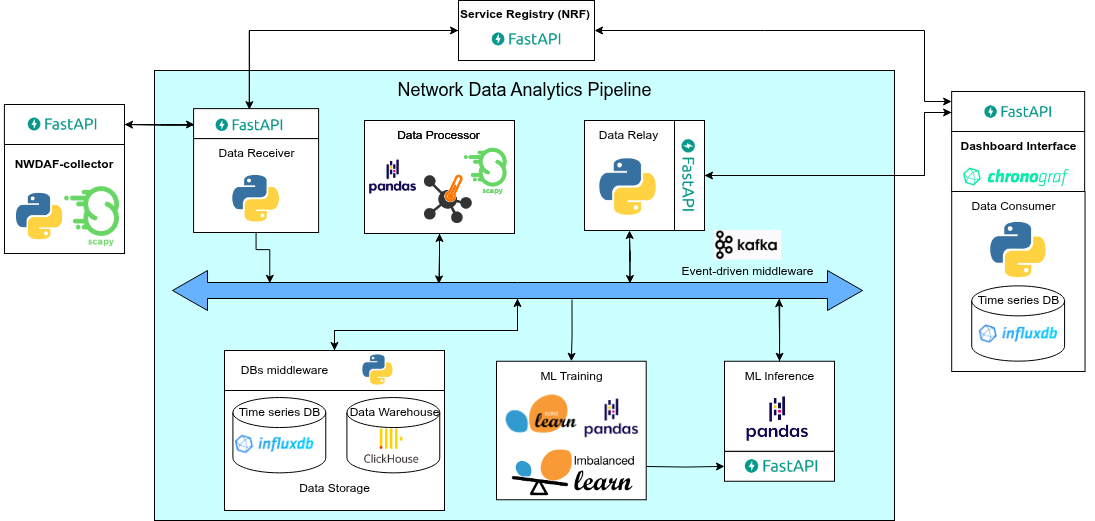 Service Registry (NRF)
FastAPI
Network Data Analytics Pipeline
FastAPI
NWDAF-collector
scapy
FastAPI
Data Receiver
Data Processor
pandas
scapy
Data Relay
FastAPI
FastAPI
Dashboard Interface
chronograf
Data Consumer
Time series DB
influxdb
kafka
Event-driven middleware
DBs middleware
Time series DB
influxdb
Data Warehouse
ClickHouse
Data Storage
ML Training
learn
pandas
Imbalanced
learn
ML Inference
pandas
FastAPI